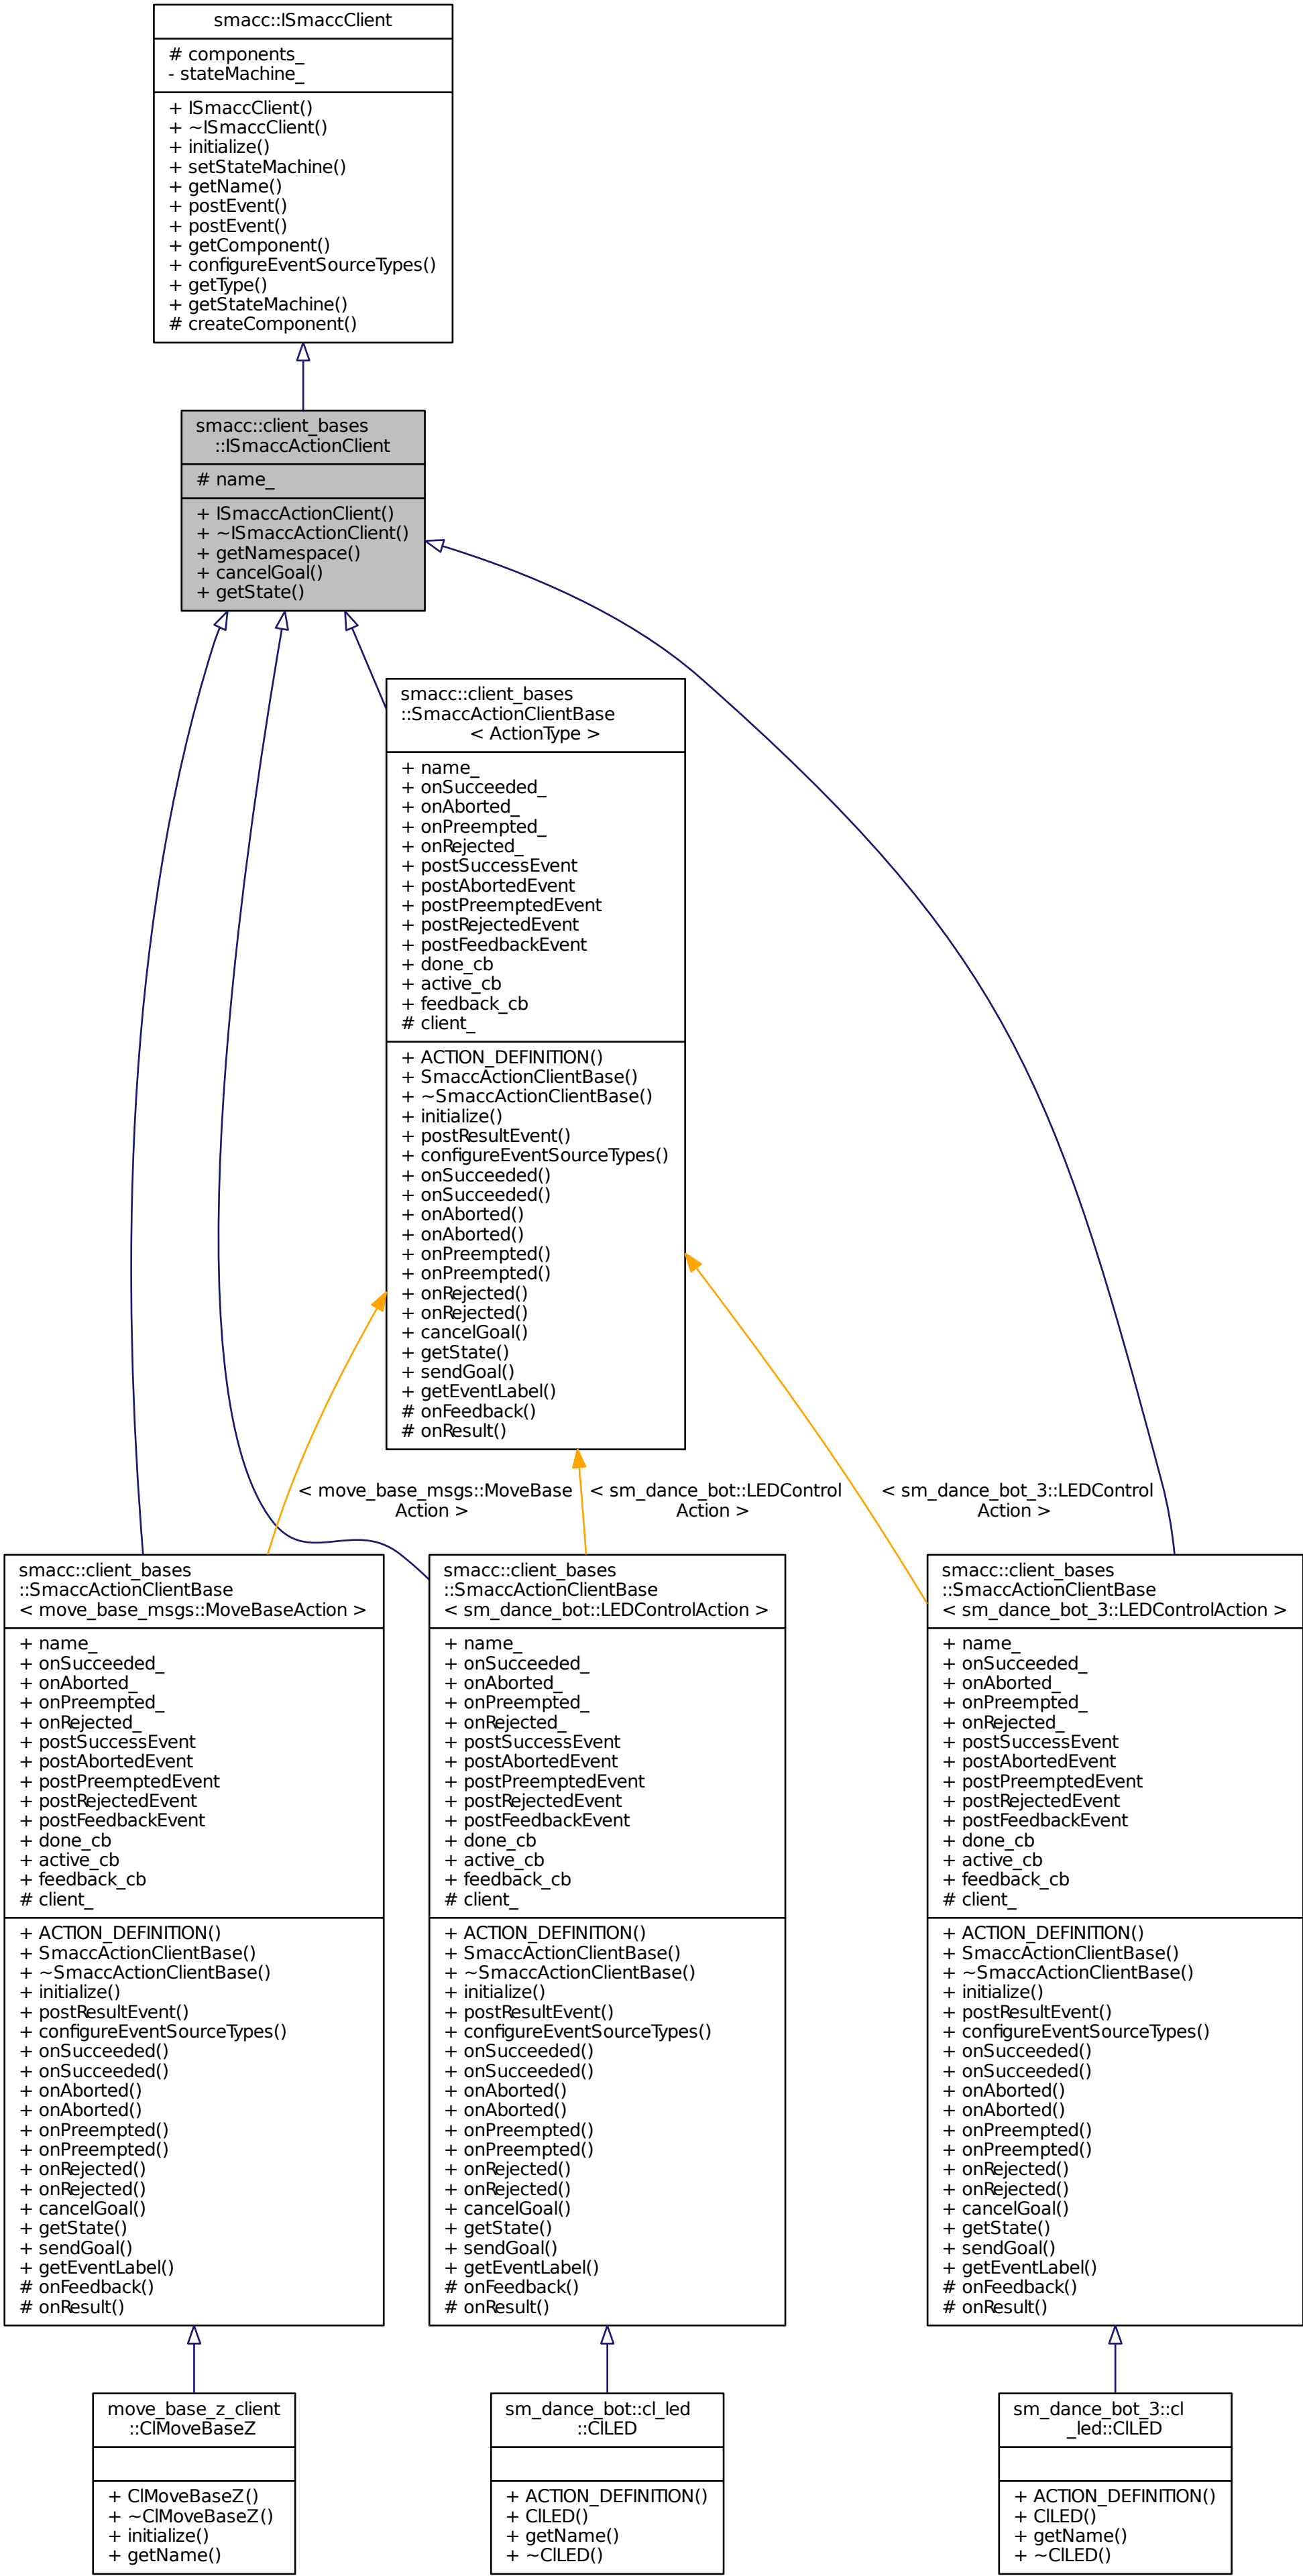 smacc::ISmaccClient
# components_
- stateMachine_
+ ISmaccClient()
+ ~ISmaccClient()
+ initialize()
+ setStateMachine()
+ getName()
+ postEvent()
+ postEvent()
+ getComponent()
+ configureEventSourceTypes()
+ getType()
+ getStateMachine()
# createComponent()
smacc::client_bases
::ISmaccActionClient
# name_
+ ISmaccActionClient()
+ ~ISmaccActionClient()
+ getNamespace()
+ cancelGoal()
+ getState()
smacc::client_bases
::SmaccActionClientBase
< ActionType >
+ name_
+ onSucceeded_
+ onAborted_
+ onPreempted_
+ onRejected_
+ postSuccessEvent
+ postAbortedEvent
+ postPreemptedEvent
+ postRejectedEvent
+ postFeedbackEvent
+ done_cb
+ active_cb
+ feedback_cb
# client_
+ ACTION_DEFINITION()
+ SmaccActionClientBase()
+ ~SmaccActionClientBase()
+ initialize()
+ postResultEvent()
+ configureEventSourceTypes()
+ onSucceeded()
+ onSucceeded()
+ onAborted()
+ onAborted()
+ onPreempted()
+ onPreempted()
+ onRejected()
+ onRejected()
+ cancelGoal()
+ getState()
+ sendGoal()
+ getEventLabel()
# onFeedback()
# onResult()
< move_base_msgs::MoveBase
Action >
< sm_dance_bot::LEDControl
Action >
< sm_dance_bot_3::LEDControl
Action >
smacc::client_bases
::SmaccActionClientBase
< move_base_msgs::MoveBaseAction >
+ name_
+ onSucceeded_
+ onAborted_
+ onPreempted_
+ onRejected_
+ postSuccessEvent
+ postAbortedEvent
+ postPreemptedEvent
+ postRejectedEvent
+ postFeedbackEvent
+ done_cb
+ active_cb
+ feedback_cb
# client_
+ ACTION_DEFINITION()
+ SmaccActionClientBase()
+ ~SmaccActionClientBase()
+ initialize()
+ postResultEvent()
+ configureEventSourceTypes()
+ onSucceeded()
+ onSucceeded()
+ onAborted()
+ onAborted()
+ onPreempted()
+ onPreempted()
+ onRejected()
+ onRejected()
+ cancelGoal()
+ getState()
+ sendGoal()
+ getEventLabel()
# onFeedback()
# onResult()
smacc::client_bases
::SmaccActionClientBase
< sm_dance_bot::LEDControlAction >
+ name_
+ onSucceeded_
+ onAborted_
+ onPreempted_
+ onRejected_
+ postSuccessEvent
+ postAbortedEvent
+ postPreemptedEvent
+ postRejectedEvent
+ postFeedbackEvent
+ done_cb
+ active_cb
+ feedback_cb
# client_
+ ACTION_DEFINITION()
+ SmaccActionClientBase()
+ ~SmaccActionClientBase()
+ initialize()
+ postResultEvent()
+ configureEventSourceTypes()
+ onSucceeded()
+ onSucceeded()
+ onAborted()
+ onAborted()
+ onPreempted()
+ onPreempted()
+ onRejected()
+ onRejected()
+ cancelGoal()
+ getState()
+ sendGoal()
+ getEventLabel()
# onFeedback()
# onResult()
smacc::client_bases
::SmaccActionClientBase
< sm_dance_bot_3::LEDControlAction >
+ name_
+ onSucceeded_
+ onAborted_
+ onPreempted_
+ onRejected_
+ postSuccessEvent
+ postAbortedEvent
+ postPreemptedEvent
+ postRejectedEvent
+ postFeedbackEvent
+ done_cb
+ active_cb
+ feedback_cb
# client_
+ ACTION_DEFINITION()
+ SmaccActionClientBase()
+ ~SmaccActionClientBase()
+ initialize()
+ postResultEvent()
+ configureEventSourceTypes()
+ onSucceeded()
+ onSucceeded()
+ onAborted()
+ onAborted()
+ onPreempted()
+ onPreempted()
+ onRejected()
+ onRejected()
+ cancelGoal()
+ getState()
+ sendGoal()
+ getEventLabel()
# onFeedback()
# onResult()
move_base_z_client
::ClMoveBaseZ
+ ClMoveBaseZ()
+ ~ClMoveBaseZ()
+ initialize()
+ getName()
sm_dance_bot::cl_led
::ClLED
+ ACTION_DEFINITION()
+ ClLED()
+ getName()
+ ~ClLED()
sm_dance_bot_3::cl
_led::ClLED
+ ACTION_DEFINITION()
+ ClLED()
+ getName()
+ ~ClLED()